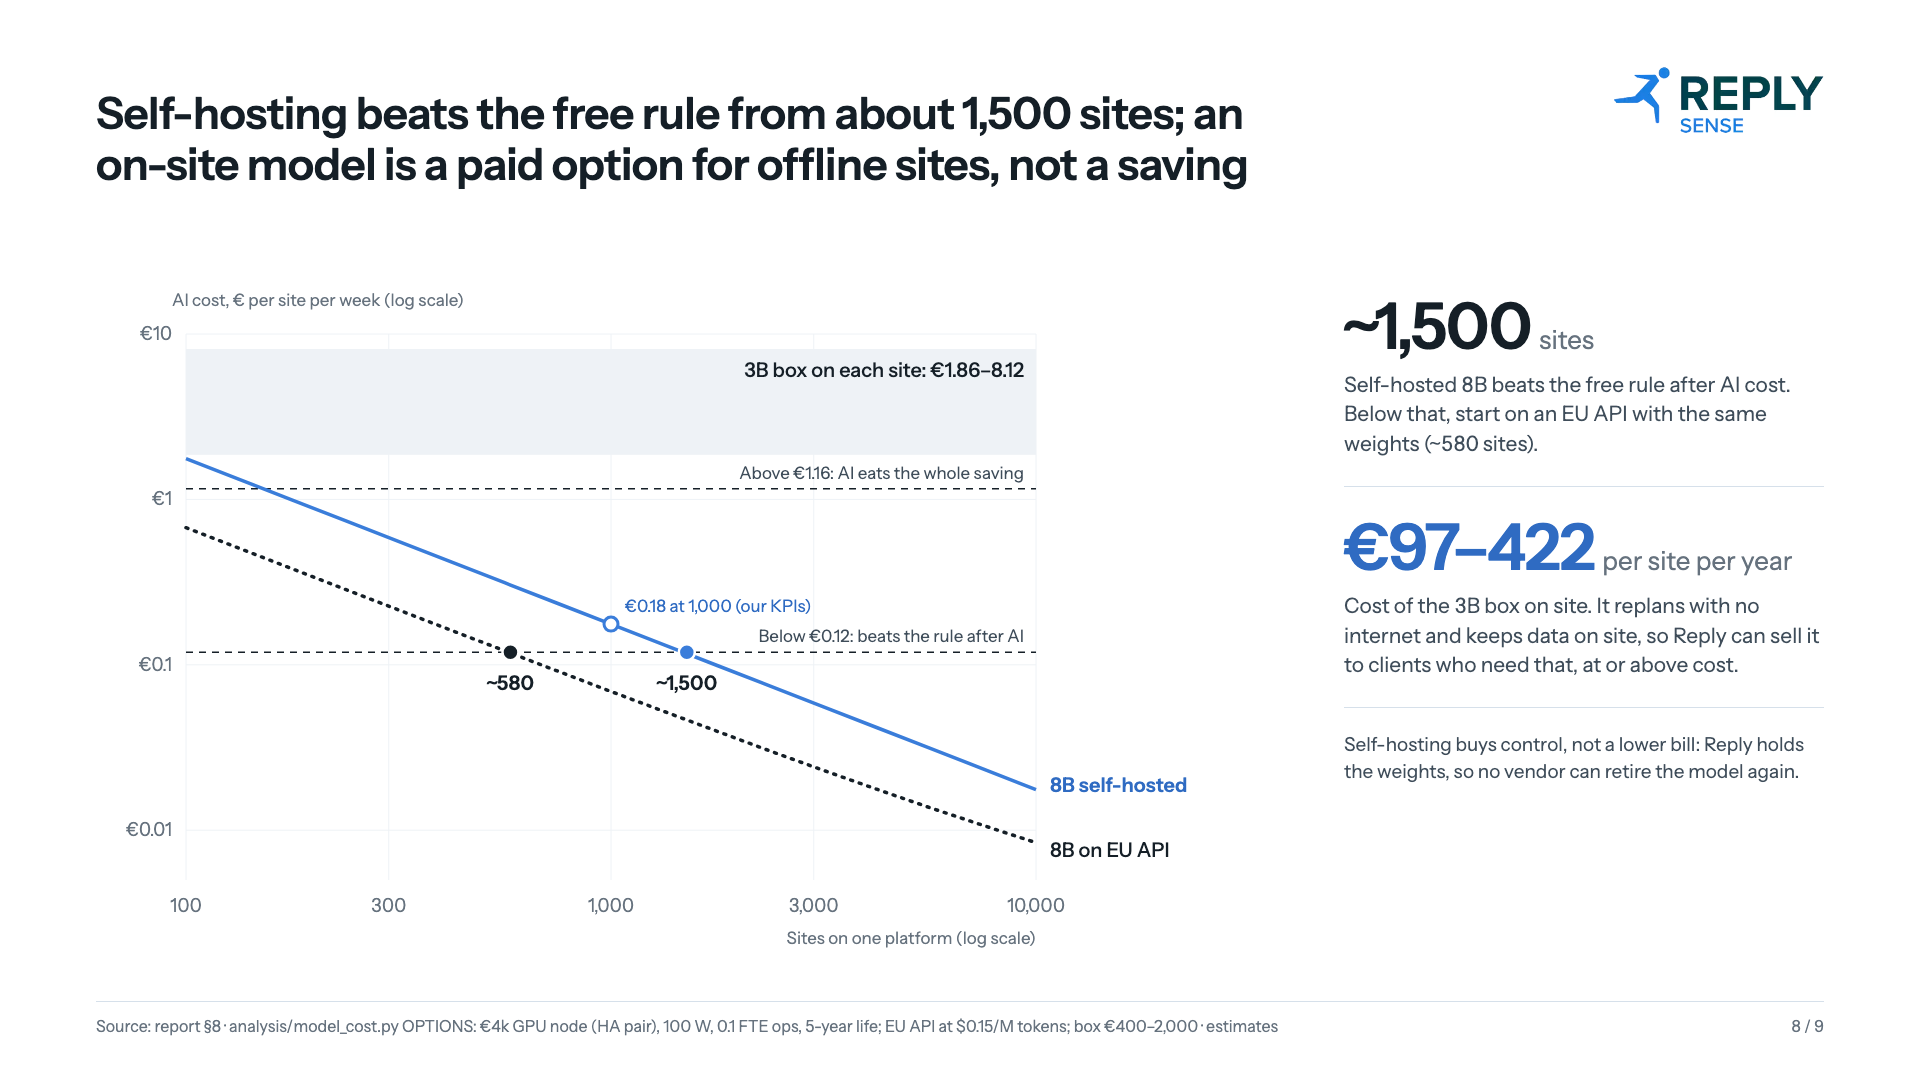 Self-hosting beats the free rule from about 1,500 sites; an
on-site model is a paid option for offline sites, not a saving
REPLY
SENSE
AI cost, € per site per week (log scale)
€10
€1
€0.1
€0.01
3B box on each site: €1.86–8.12
Above €1.16: AI eats the whole saving
€0.18 at 1,000 (our KPIs)
Below €0.12: beats the rule after AI
~580
~1,500
8B self-hosted
8B on EU API
100
300
1,000
3,000
10,000
Sites on one platform (log scale)
~1,500 sites
Self-hosted 8B beats the free rule after AI cost.
Below that, start on an EU API with the same
weights (~580 sites).
€97–422 per site per year
Cost of the 3B box on site. It replans with no
internet and keeps data on site, so Reply can sell it
to clients who need that, at or above cost.
Self-hosting buys control, not a lower bill: Reply holds
the weights, so no vendor can retire the model again.
Source: report §8 · analysis/model_cost.py OPTIONS: €4k GPU node (HA pair), 100 W, 0.1 FTE ops, 5-year life; EU API at $0.15/M tokens; box €400–2,000 · estimates
8 / 9